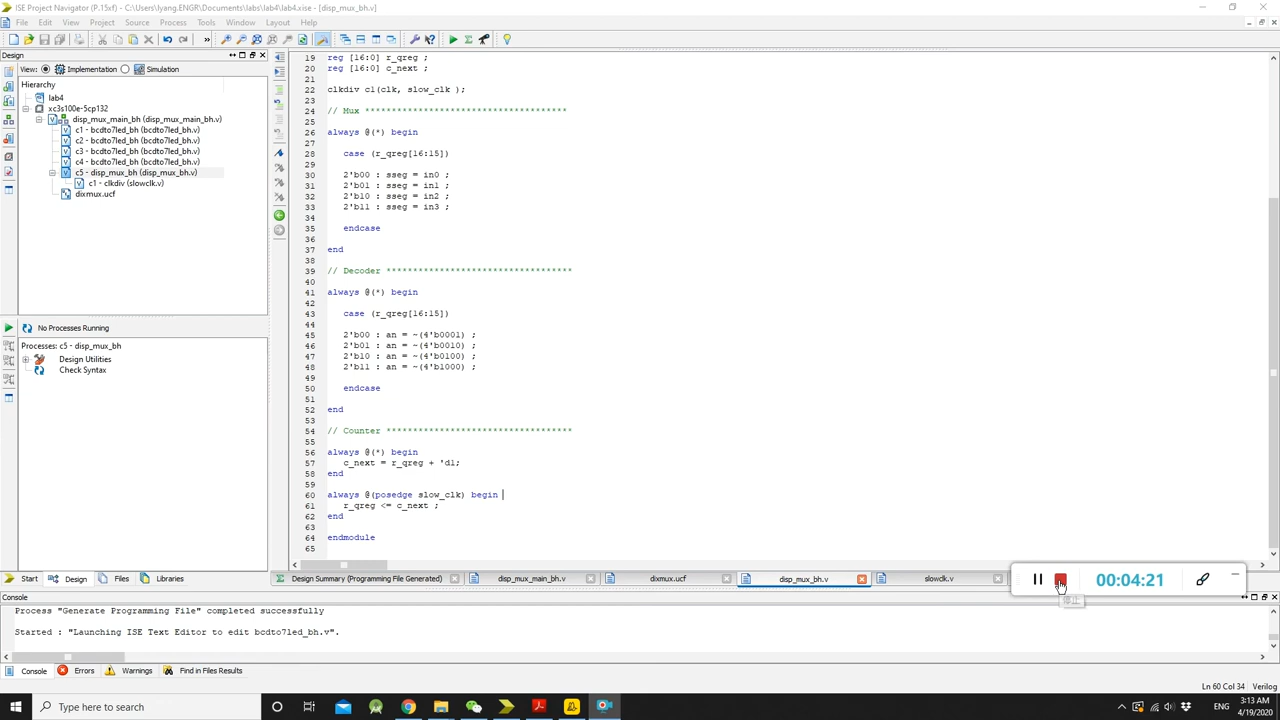 ISE Project Navigator (P.15xf) - C:\Users\lyang.ENGR\Documents\labs\lab4\lab4.xise - [disp_mux_bh.v]
File Edit View Project Source Process Tools Window Layout Help
Design
View: Implementation Simulation
Hierarchy
lab4
xc3s100e-5cp132
disp_mux_main_bh (disp_mux_main_bh.v)
c1 - bcdto7led_bh (bcdto7led_bh.v)
c2 - bcdto7led_bh (bcdto7led_bh.v)
c3 - bcdto7led_bh (bcdto7led_bh.v)
c4 - bcdto7led_bh (bcdto7led_bh.v)
c5 - disp_mux_bh (disp_mux_bh.v)
c1 - clkdiv (slowclk.v)
dixmux.ucf
No Processes Running
Processes: c5 - disp_mux_bh
Design Utilities
Check Syntax
19 reg [16:0] r_qreg ;
20 reg [16:0] c_next ;
21
22 clkdiv c1(clk, slow_clk );
23
24 // Mux **********************************
25
26 always @(*) begin
27
28 case (r_qreg[16:15])
29
30 2'b00 : sseg = in0 ;
31 2'b01 : sseg = in1 ;
32 2'b10 : sseg = in2 ;
33 2'b11 : sseg = in3 ;
34
35 endcase
36
37 end
38
39 // Decoder ***********************************
40
41 always @(*) begin
42
43 case (r_qreg[16:15])
44
45 2'b00 : an = ~(4'b0001) ;
46 2'b01 : an = ~(4'b0010) ;
47 2'b10 : an = ~(4'b0100) ;
48 2'b11 : an = ~(4'b1000) ;
49
50 endcase
51
52 end
53
54 // Counter ***********************************
55
56 always @(*) begin
57 c_next = r_qreg + 'd1;
58 end
59
60 always @(posedge slow_clk) begin
61 r_qreg <= c_next ;
62 end
63
64 endmodule
65
Start Design Files Libraries
Design Summary (Programming File Generated) disp_mux_main_bh.v dixmux.ucf disp_mux_bh.v slowclk.v
00:04:21
停止
Console
Process "Generate Programming File" completed successfully
Started : "Launching ISE Text Editor to edit bcdto7led_bh.v".
Console Errors Warnings Find in Files Results
Ln 60 Col 34 Verilog
Type here to search
ENG
3:13 AM
4/19/2020